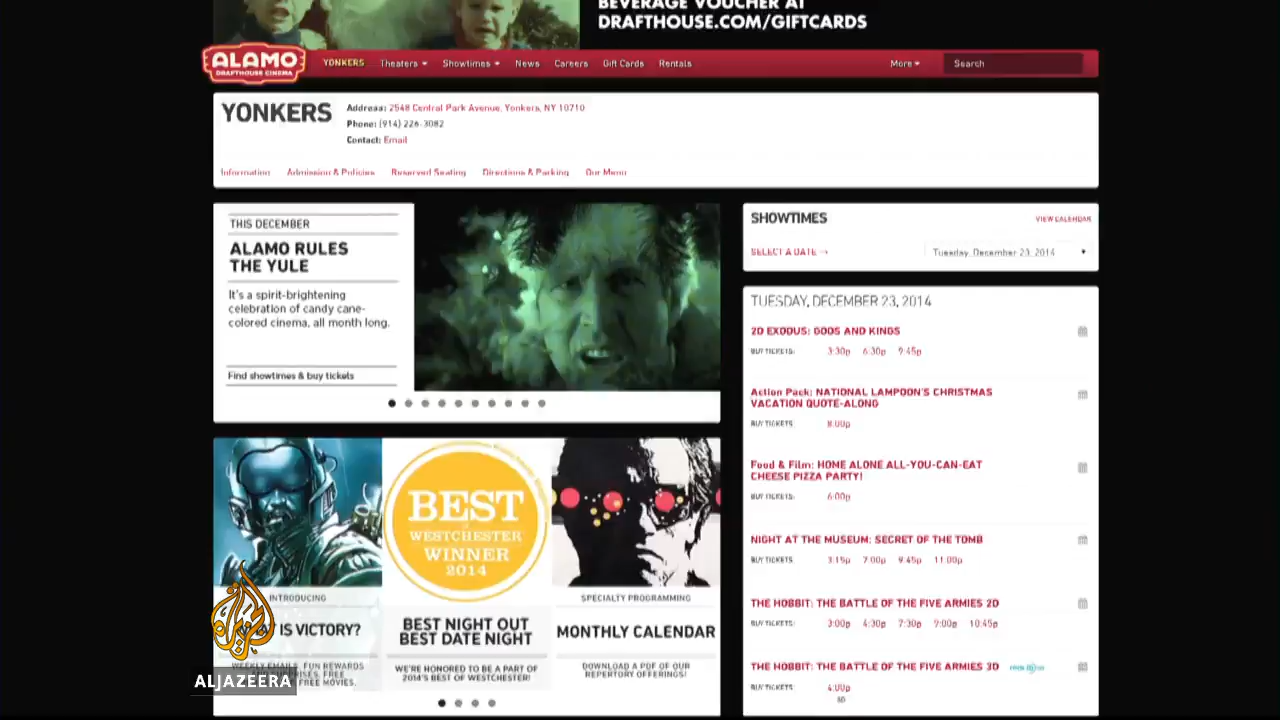 BEVERAGE VOUCHER AT
DRAFTHOUSE.COM/GIFTCARDS
ALAMO
DRAFTHOUSE CINEMA
YONKERS
Theaters
Showtimes
News
Careers
Gift Cards
Rentals
More
Search
YONKERS
Address: 2548 Central Park Avenue, Yonkers, NY 10710
Phone: (914) 226-3082
Contact: Email
Information
Admission & Policies
Reserved Seating
Directions & Parking
Our Menu
THIS DECEMBER
ALAMO RULES
THE YULE
It's a spirit-brightening
celebration of candy cane-
colored cinema, all month long.
Find showtimes & buy tickets
SHOWTIMES
VIEW CALENDAR
SELECT A DATE →
Tuesday, December 23, 2014
TUESDAY, DECEMBER 23, 2014
2D EXODUS: GODS AND KINGS
BUY TICKETS: 3:30p 6:30p 9:45p
Action Pack: NATIONAL LAMPOON'S CHRISTMAS
VACATION QUOTE-ALONG
BUY TICKETS: 8:00p
Food & Film: HOME ALONE ALL-YOU-CAN-EAT
CHEESE PIZZA PARTY!
BUY TICKETS: 6:00p
NIGHT AT THE MUSEUM: SECRET OF THE TOMB
BUY TICKETS: 3:15p 7:00p 9:45p 11:00p
THE HOBBIT: THE BATTLE OF THE FIVE ARMIES 2D
BUY TICKETS: 3:00p 4:30p 7:30p 9:00p 10:45p
THE HOBBIT: THE BATTLE OF THE FIVE ARMIES 3D
BUY TICKETS: 4:00p
3D
BEST
WESTCHESTER
WINNER
2014
INTRODUCING
IS VICTORY?
WEEKLY EMAILS, FUN REWARDS
FREE
FREE MOVIES.
BEST NIGHT OUT
BEST DATE NIGHT
WE'RE HONORED TO BE A PART OF
2014'S BEST OF WESTCHESTER!
SPECIALTY PROGRAMMING
MONTHLY CALENDAR
DOWNLOAD A PDF OF OUR
REPERTORY OFFERINGS!
ALJAZEERA